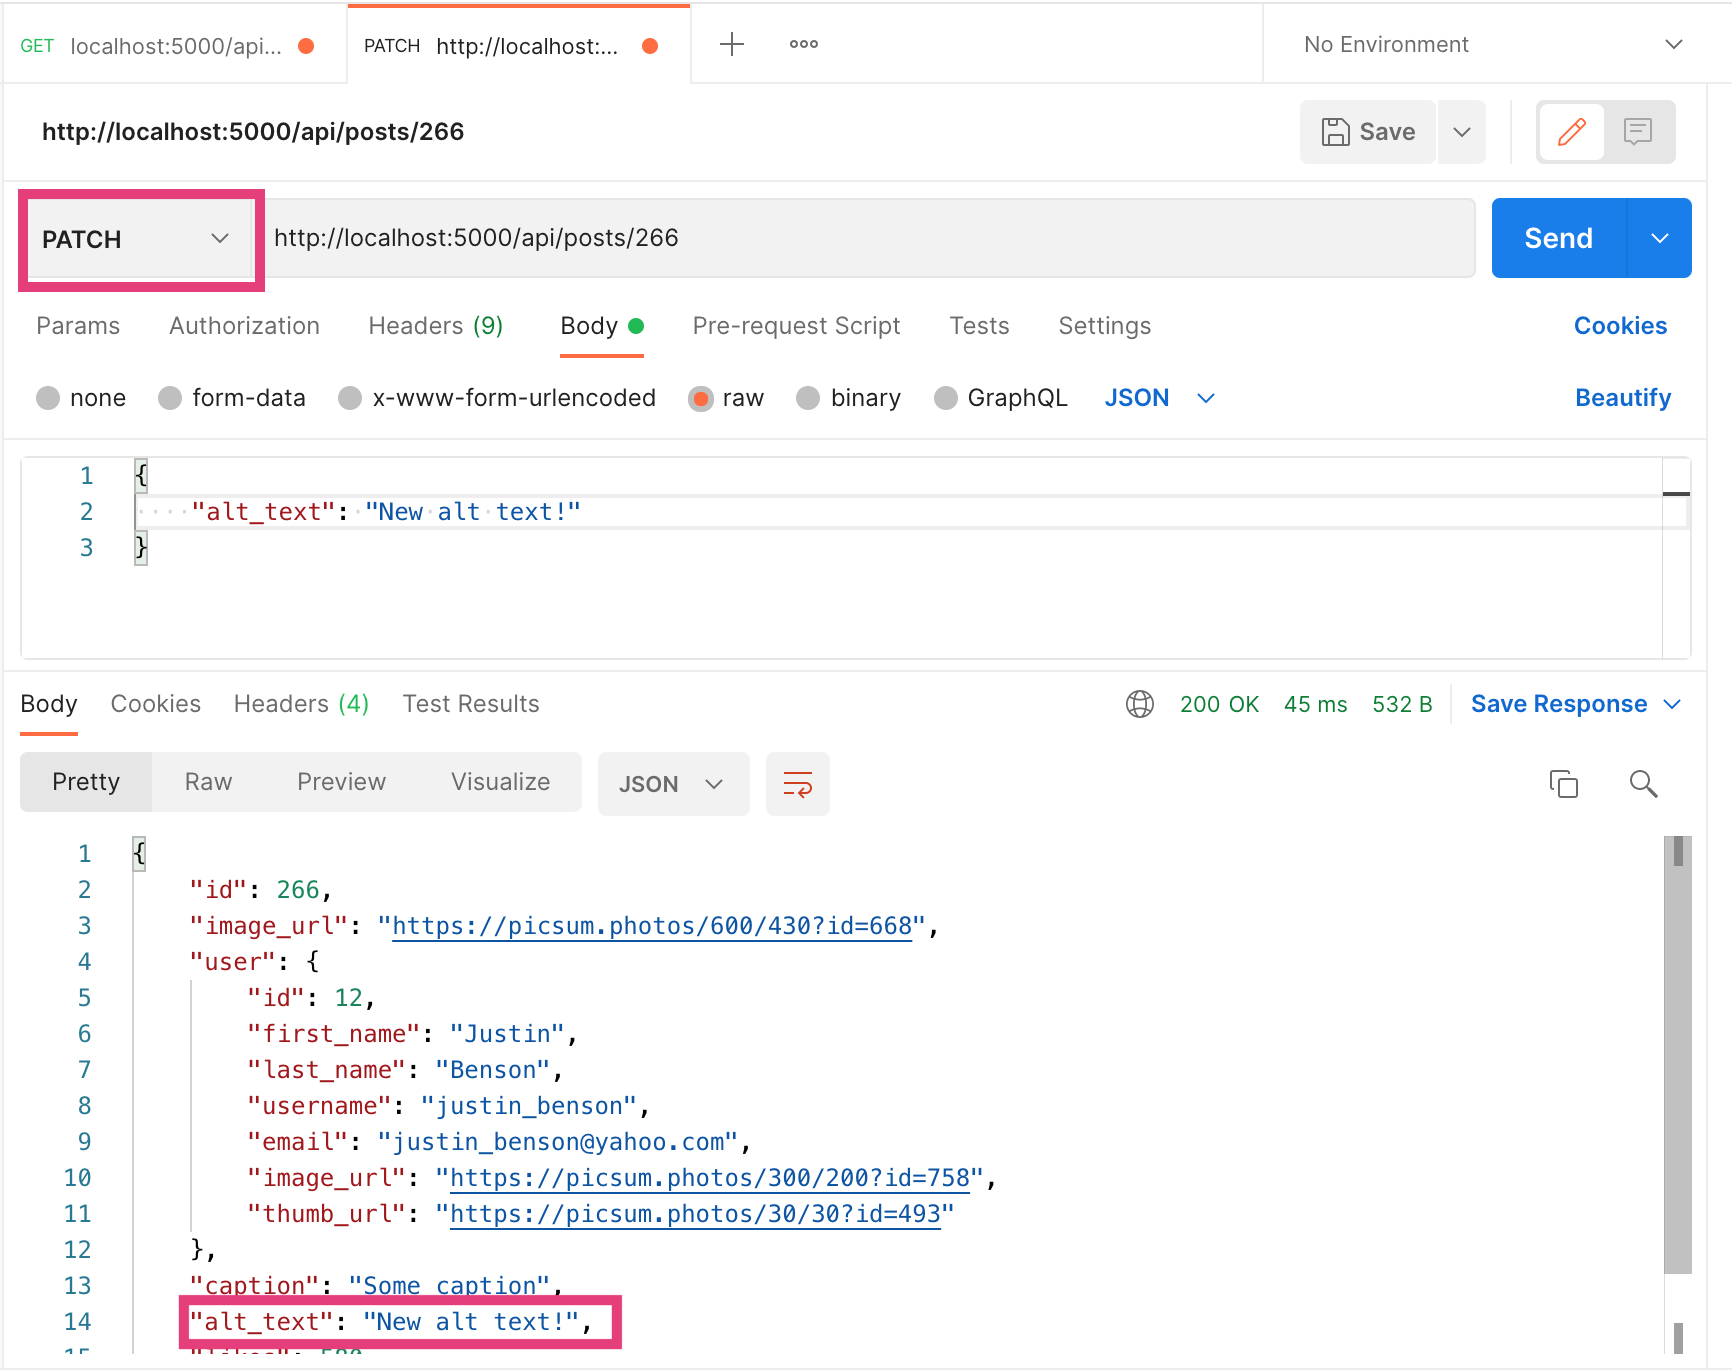 GET localhost:5000/api...
PATCH http://localhost:...
No Environment
http://localhost:5000/api/posts/266
Save
PATCH
http://localhost:5000/api/posts/266
Send
Params Authorization Headers (9) Body Pre-request Script Tests Settings Cookies
none form-data x-www-form-urlencoded raw binary GraphQL JSON Beautify
1 {
2 "alt_text": "New alt text!"
3 }
Body Cookies Headers (4) Test Results 200 OK 45 ms 532 B Save Response
Pretty Raw Preview Visualize JSON
1 {
2 "id": 266,
3 "image_url": "https://picsum.photos/600/430?id=668",
4 "user": {
5 "id": 12,
6 "first_name": "Justin",
7 "last_name": "Benson",
8 "username": "justin_benson",
9 "email": "justin_benson@yahoo.com",
10 "image_url": "https://picsum.photos/300/200?id=758",
11 "thumb_url": "https://picsum.photos/30/30?id=493"
12 },
13 "caption": "Some caption",
14 "alt_text": "New alt text!",